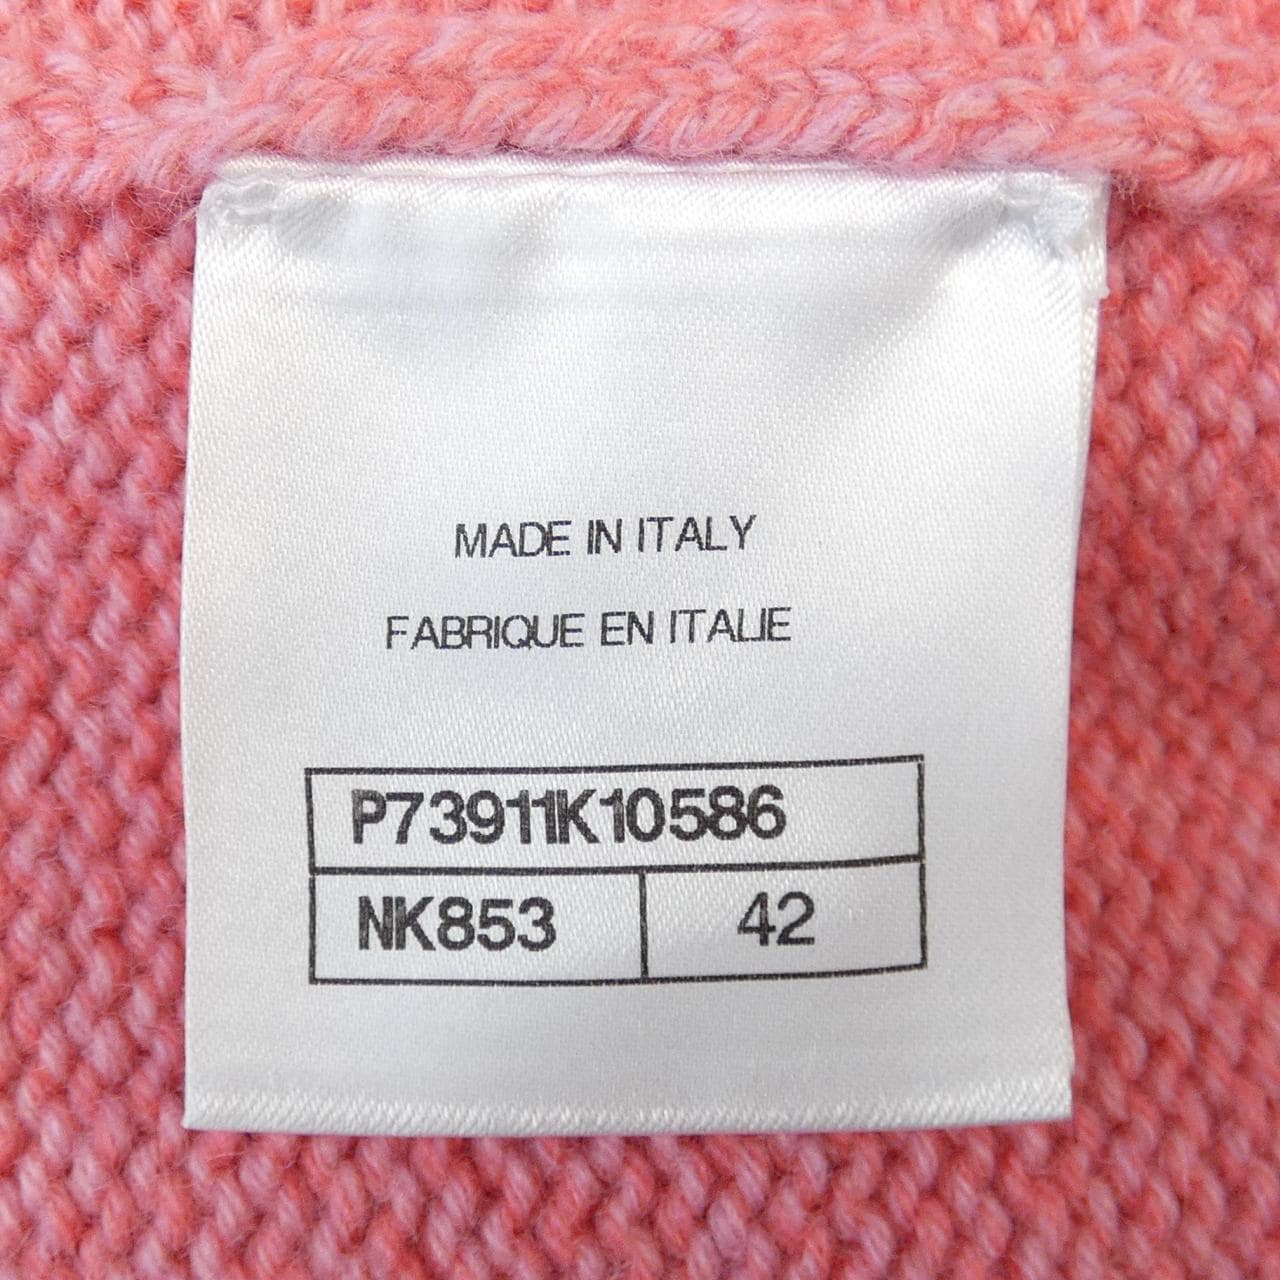 MADE IN ITALY
FABRIQUE EN ITALIE
P73911K10586
NK853 42